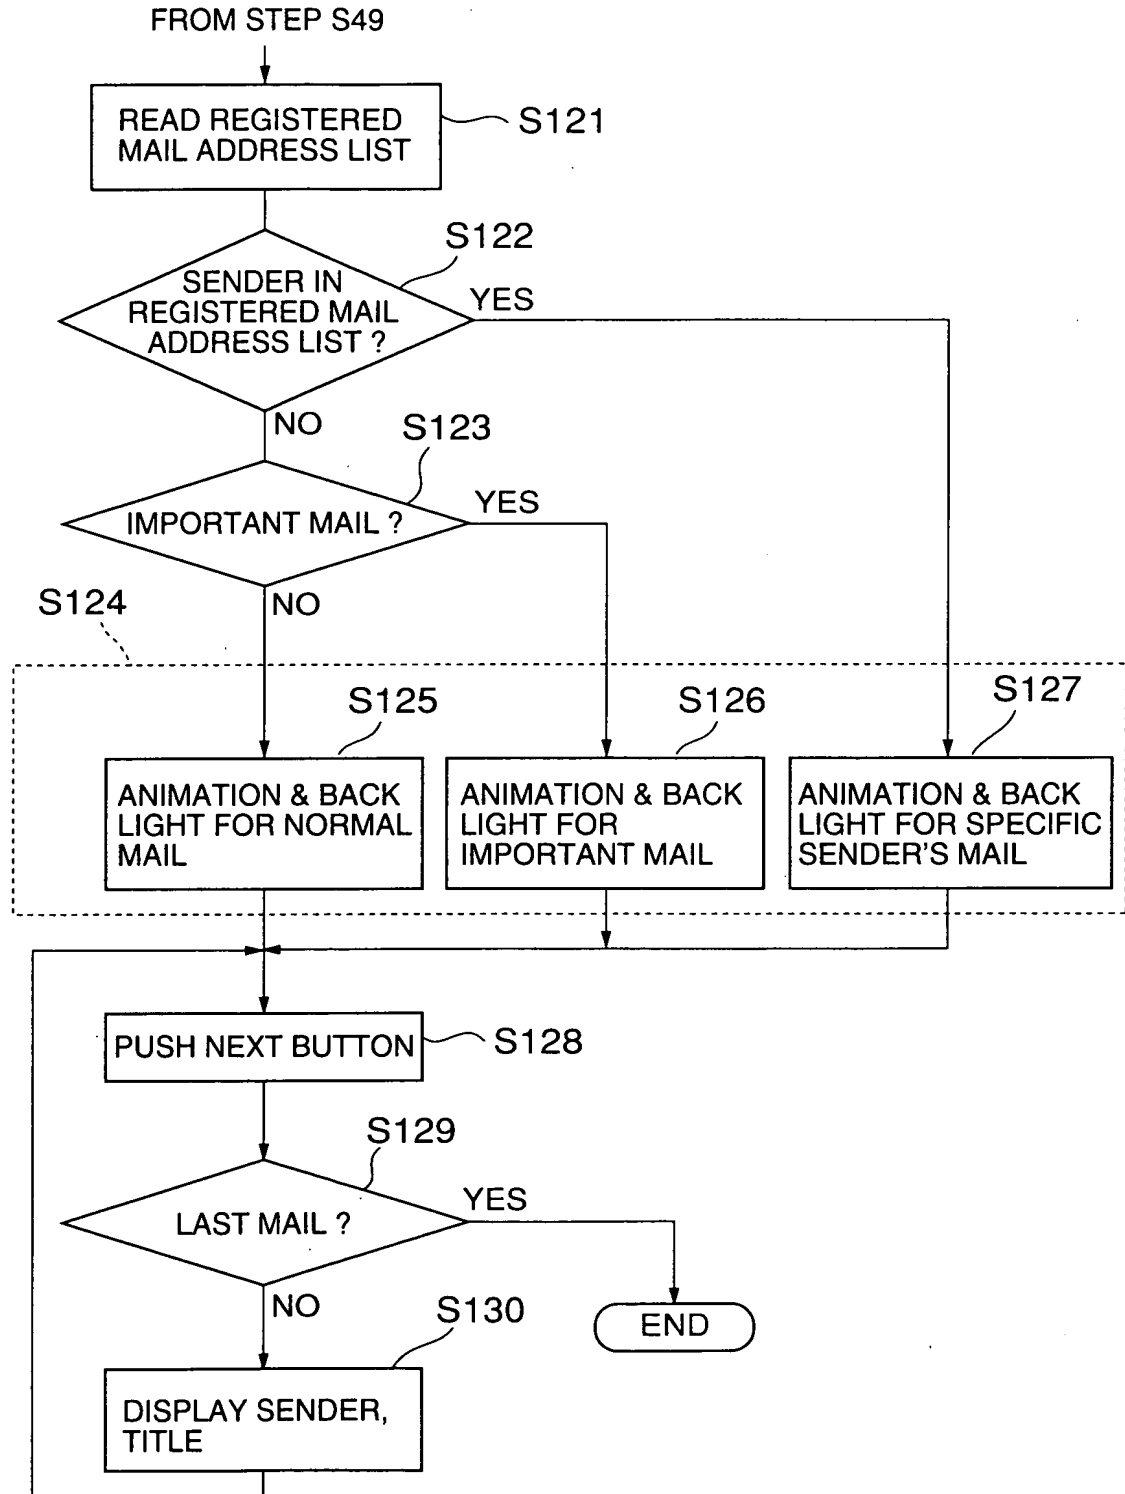 FROM STEP S49
READ REGISTERED
MAIL ADDRESS LIST
S121
S122
SENDER IN
REGISTERED MAIL
ADDRESS LIST ?
YES
NO
S123
IMPORTANT MAIL ?
YES
NO
S124
S125
S126
S127
ANIMATION & BACK
LIGHT FOR NORMAL
MAIL
ANIMATION & BACK
LIGHT FOR
IMPORTANT MAIL
ANIMATION & BACK
LIGHT FOR SPECIFIC
SENDER'S MAIL
PUSH NEXT BUTTON
S128
S129
LAST MAIL ?
YES
NO
END
S130
DISPLAY SENDER,
TITLE